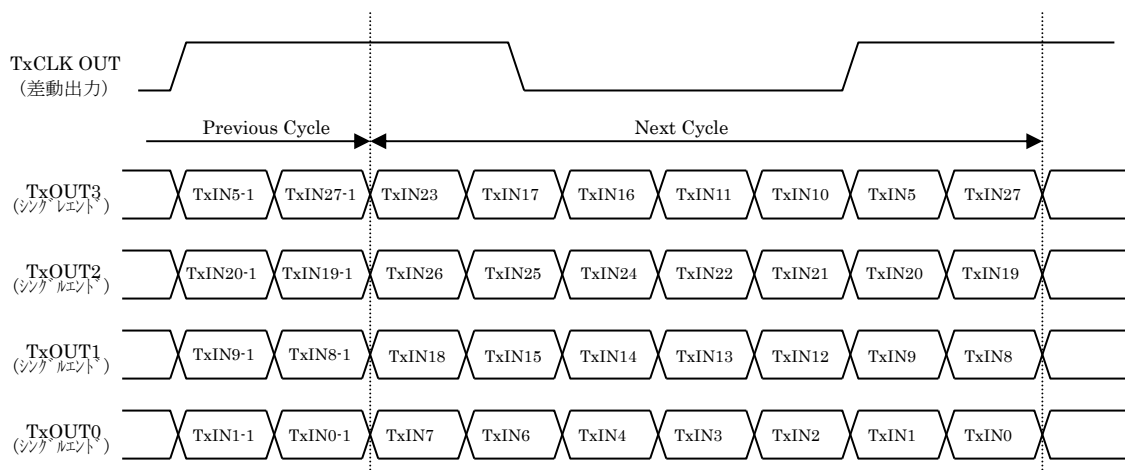 TxCLK OUT
(差動出力)
Previous Cycle
Next Cycle
TxOUT3
(シングルエンド)
TxIN5-1 TxIN27-1 TxIN23 TxIN17 TxIN16 TxIN11 TxIN10 TxIN5 TxIN27
TxOUT2
(シングルエンド)
TxIN20-1 TxIN19-1 TxIN26 TxIN25 TxIN24 TxIN22 TxIN21 TxIN20 TxIN19
TxOUT1
(シングルエンド)
TxIN9-1 TxIN8-1 TxIN18 TxIN15 TxIN14 TxIN13 TxIN12 TxIN9 TxIN8
TxOUT0
(シングルエンド)
TxIN1-1 TxIN0-1 TxIN7 TxIN6 TxIN4 TxIN3 TxIN2 TxIN1 TxIN0